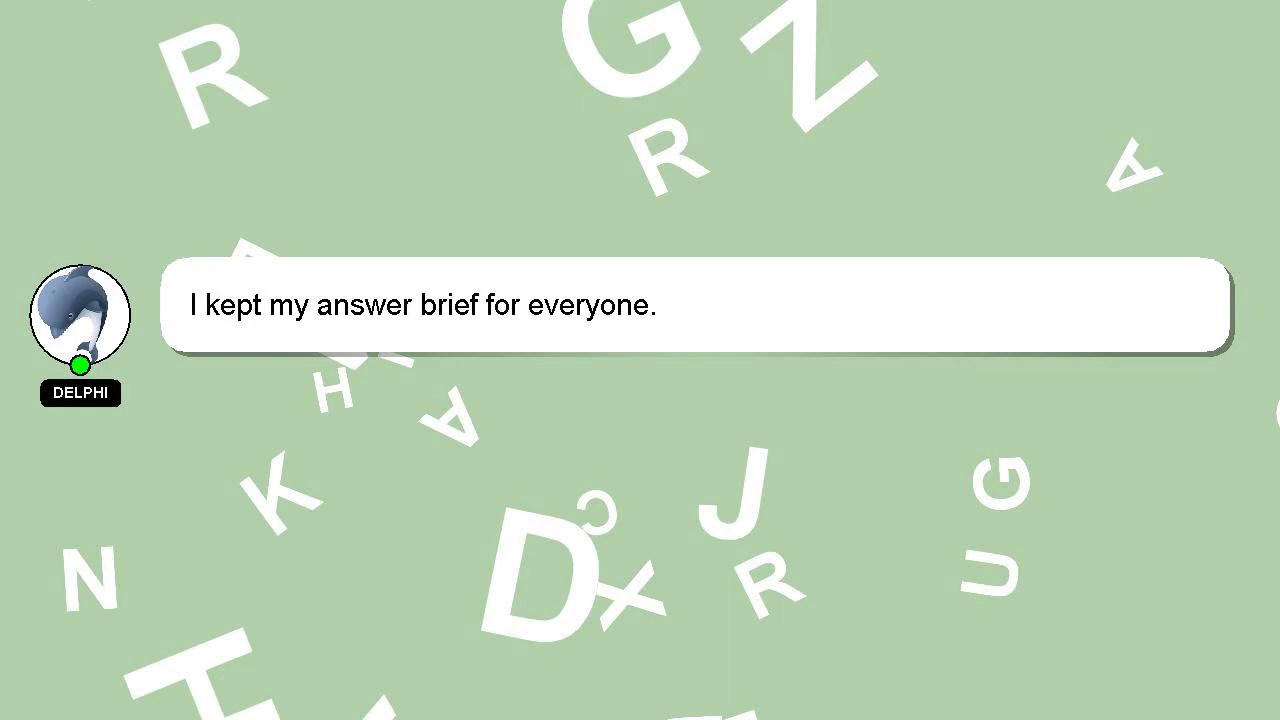 R
G
Z
R
A
I kept my answer brief for everyone.
DELPHI
H
A
K
J
G
C
D
N
X
R
U
I